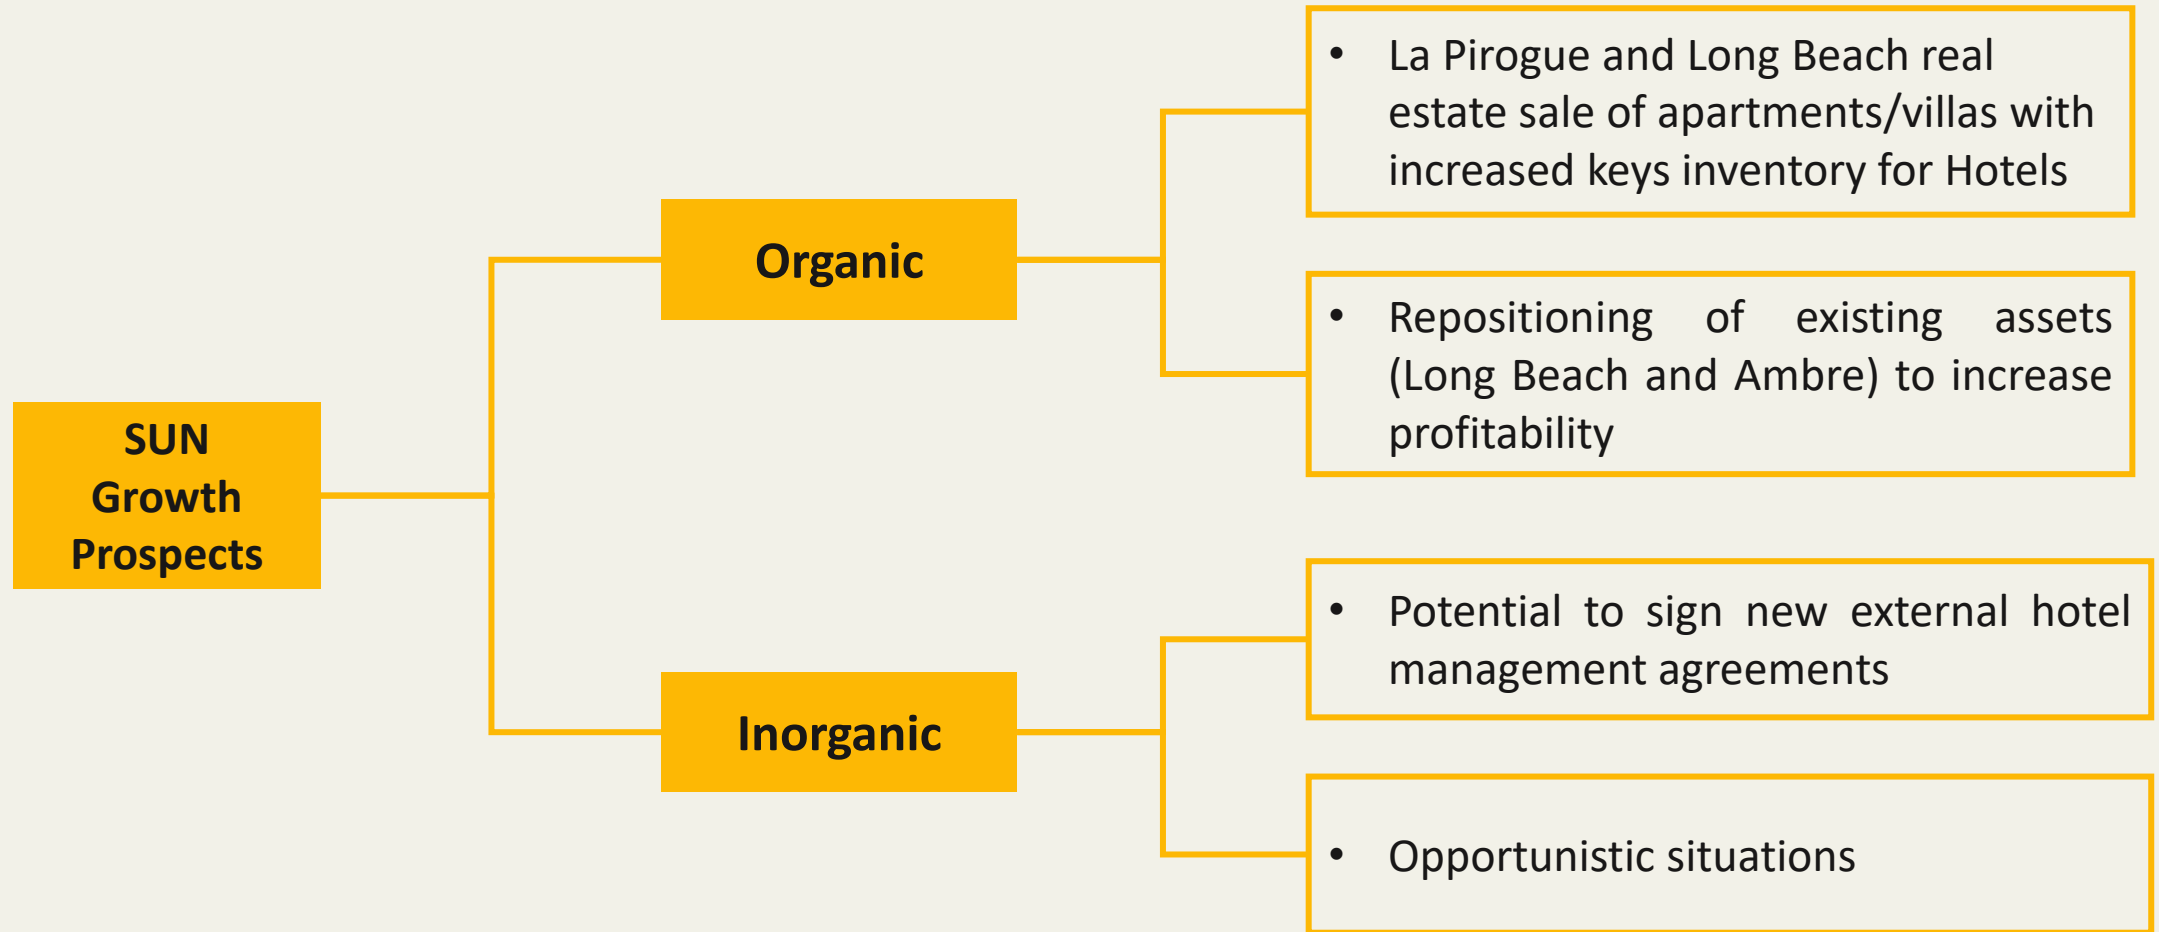 SUN
Growth
Prospects
Organic
• La Pirogue and Long Beach real
estate sale of apartments/villas with
increased keys inventory for Hotels
• Repositioning of existing assets
(Long Beach and Ambre) to increase
profitability
Inorganic
• Potential to sign new external hotel
management agreements
• Opportunistic situations